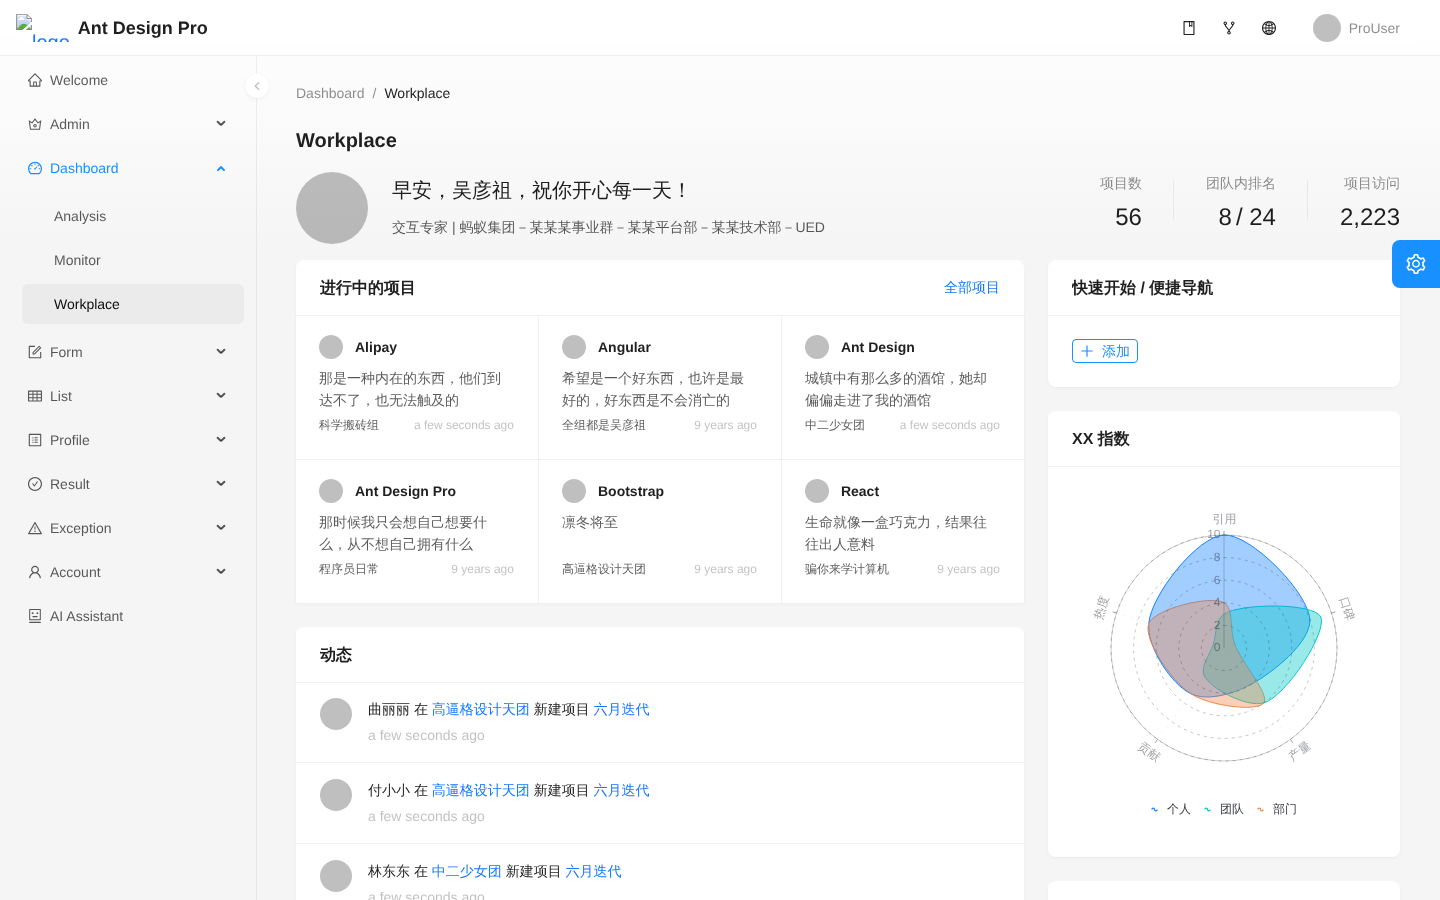 Ant Design Pro
ProUser
Welcome
Admin
Dashboard
Analysis
Monitor
Workplace
Form
List
Profile
Result
Exception
Account
AI Assistant
Dashboard / Workplace
Workplace
早安，吴彦祖，祝你开心每一天！
交互专家 | 蚂蚁集团－某某某事业群－某某平台部－某某技术部－UED
项目数
56
团队内排名
8 / 24
项目访问
2,223
进行中的项目
全部项目
Alipay
那是一种内在的东西，他们到
达不了，也无法触及的
科学搬砖组
a few seconds ago
Angular
希望是一个好东西，也许是最
好的，好东西是不会消亡的
全组都是吴彦祖
9 years ago
Ant Design
城镇中有那么多的酒馆，她却
偏偏走进了我的酒馆
中二少女团
a few seconds ago
Ant Design Pro
那时候我只会想自己想要什
么，从不想自己拥有什么
程序员日常
9 years ago
Bootstrap
凛冬将至
高逼格设计天团
9 years ago
React
生命就像一盒巧克力，结果往
往出人意料
骗你来学计算机
9 years ago
动态
曲丽丽 在 高逼格设计天团 新建项目 六月迭代
a few seconds ago
付小小 在 高逼格设计天团 新建项目 六月迭代
a few seconds ago
林东东 在 中二少女团 新建项目 六月迭代
a few seconds ago
快速开始 / 便捷导航
添加
XX 指数
引用
10
8
6
4
2
0
热度
口碑
贡献
产量
个人
团队
部门